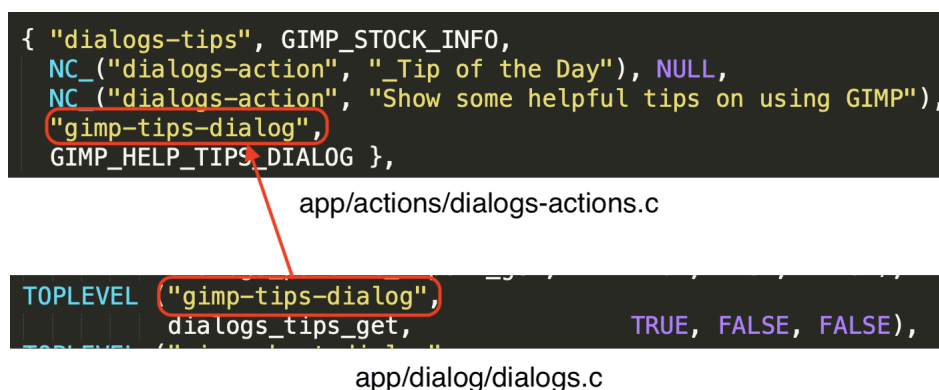 { "dialogs-tips", GIMP_STOCK_INFO,
NC_("dialogs-action", "_Tip of the Day"), NULL,
NC_("dialogs-action", "Show some helpful tips on using GIMP"),
"gimp-tips-dialog",
GIMP_HELP_TIPS_DIALOG },
app/actions/dialogs-actions.c
TOPLEVEL ("gimp-tips-dialog",
dialogs_tips_get, TRUE, FALSE, FALSE),
app/dialog/dialogs.c